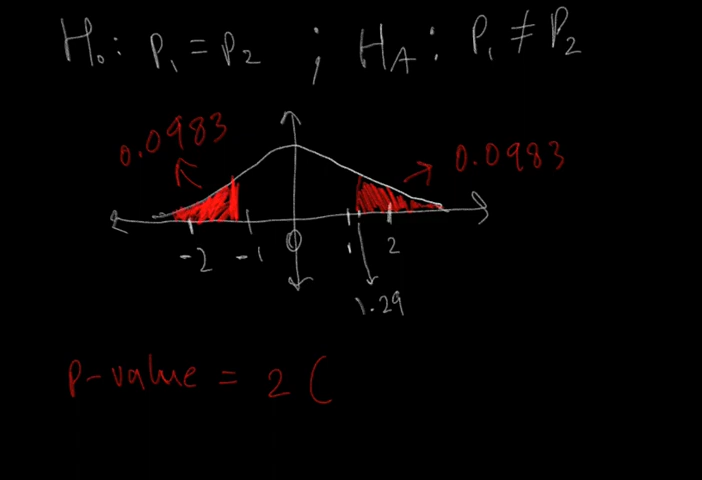 H₀: P₁ = P₂ ; H_A: P₁ ≠ P₂
0.0983 0.0983
-2 -1 0 1 2
1.29
P-value = 2 (